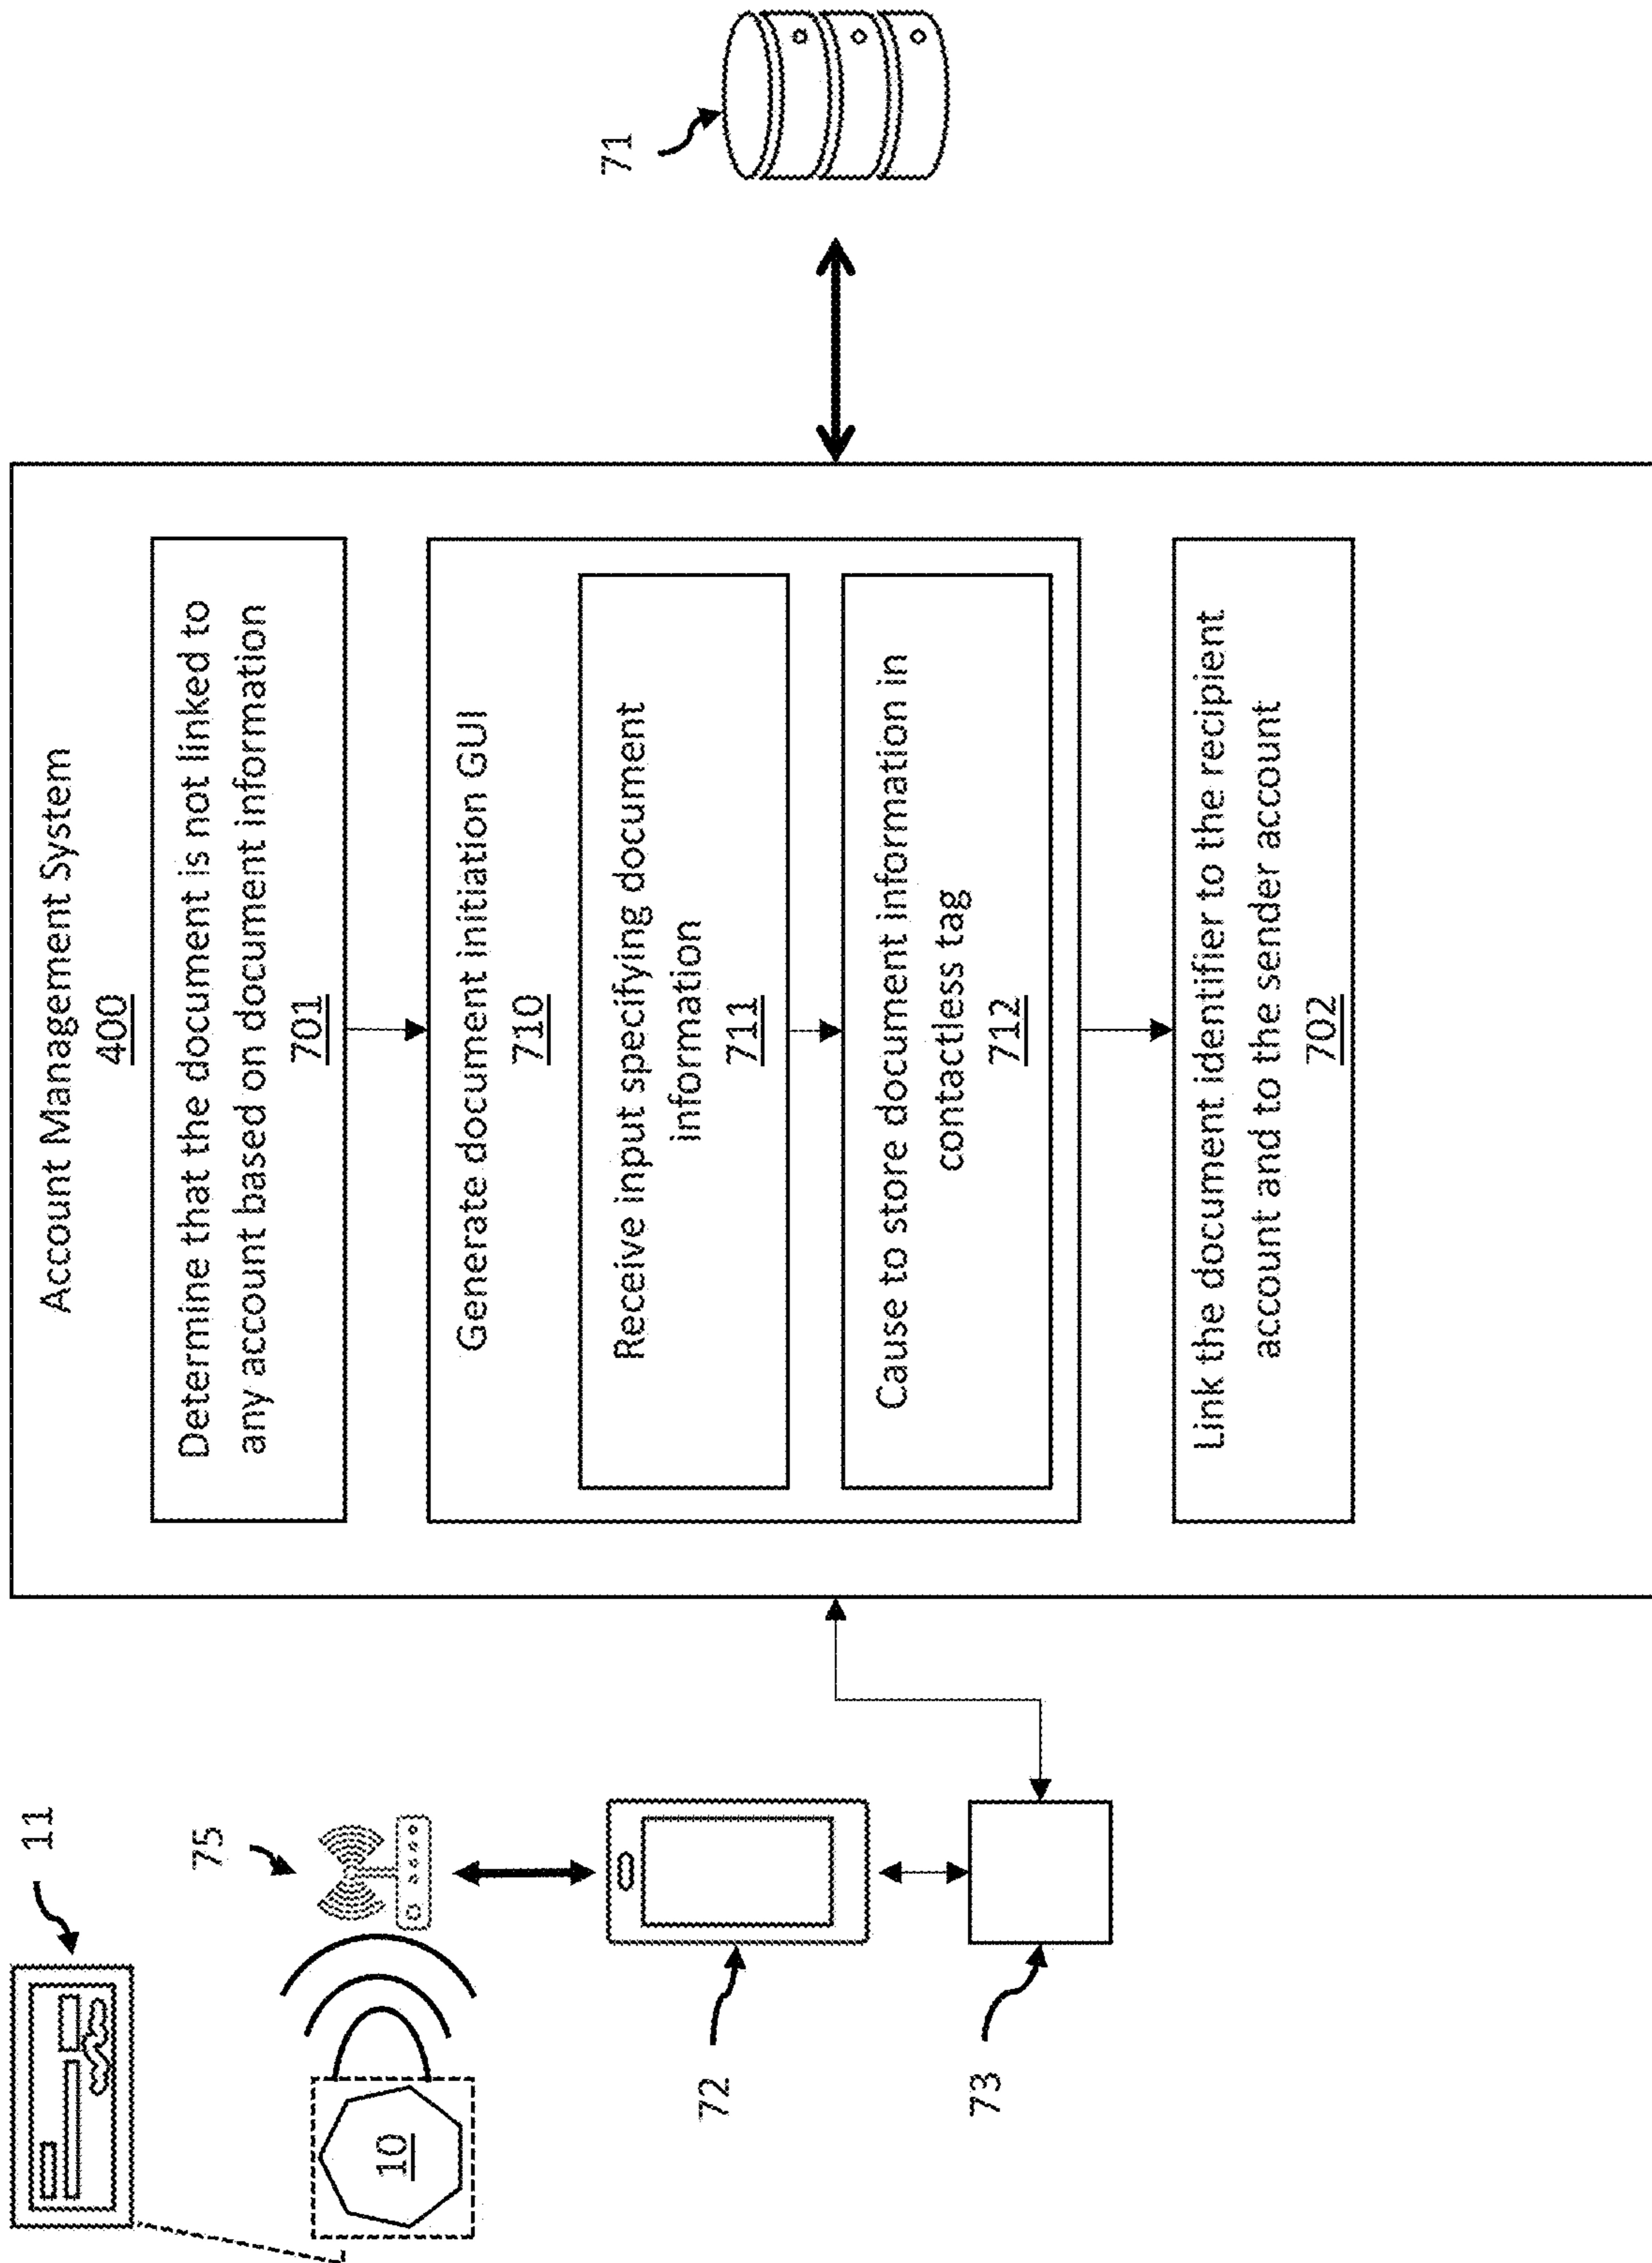 Account Management System
400
Determine that the document is not linked to
any account based on document information
701
Generate document initiation GUI
710
Receive input specifying document
information
711
Cause to store document information in
contactless tag
712
Link the document identifier to the recipient
account and to the sender account
702
11
75
10
72
73
71